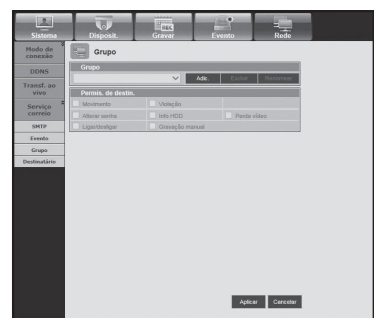 Sistema Disposit. Gravar Evento Rede
Modo de
conexão
DDNS
Transf. ao
vivo
Serviço
correio
SMTP
Evento
Grupo
Destinatário
Grupo
Grupo
Adic. Excluir Renomear
Permis. de destin.
Movimento Violação
Alterar senha Info HDD Perda vídeo
Ligar/desligar Gravação manual
Aplicar Cancelar